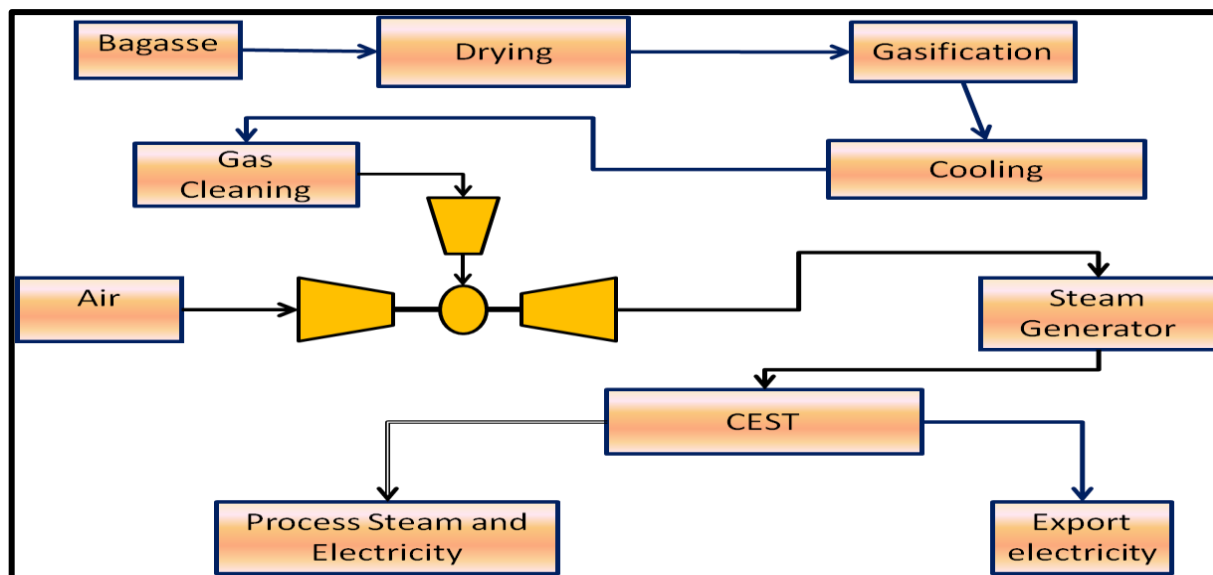 Bagasse
Drying
Gasification
Gas
Cleaning
Cooling
Air
Steam
Generator
CEST
Process Steam and
Electricity
Export
electricity